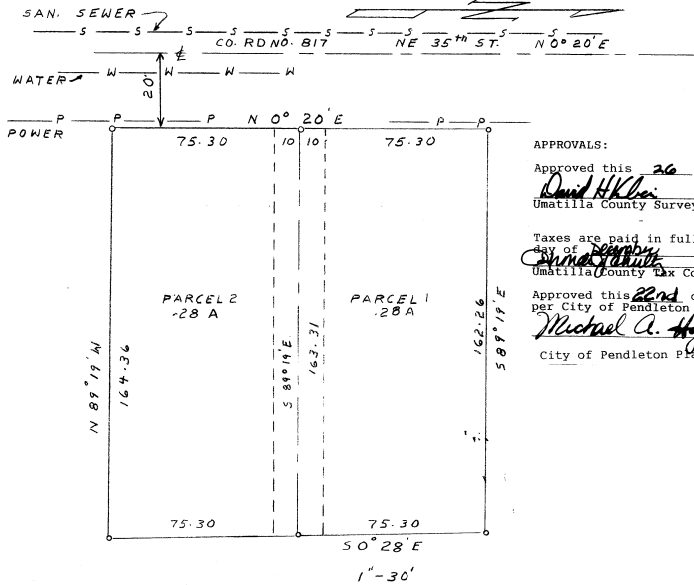 SAN. SEWER
S S S S S S S S
CO. RD NO. 817 NE 35th ST. N 0° 20' E
WATER W W W W
20'
P P P N 0° 20' E P P
POWER
75.30 10 10 75.30
PARCEL 2
.28 A
PARCEL 1
.28 A
N 89° 19' W
164.36
S 89° 19' E
163.31
162.26
S 89° 19' E
75.30 75.30
S 0° 28' E
1" - 30'
APPROVALS:
Approved this 26
David H Klein
Umatilla County Survey
Taxes are paid in full
day of December
Umatilla County Tax Co
Approved this 22nd
per City of Pendleton
Michael A.
City of Pendleton Pla